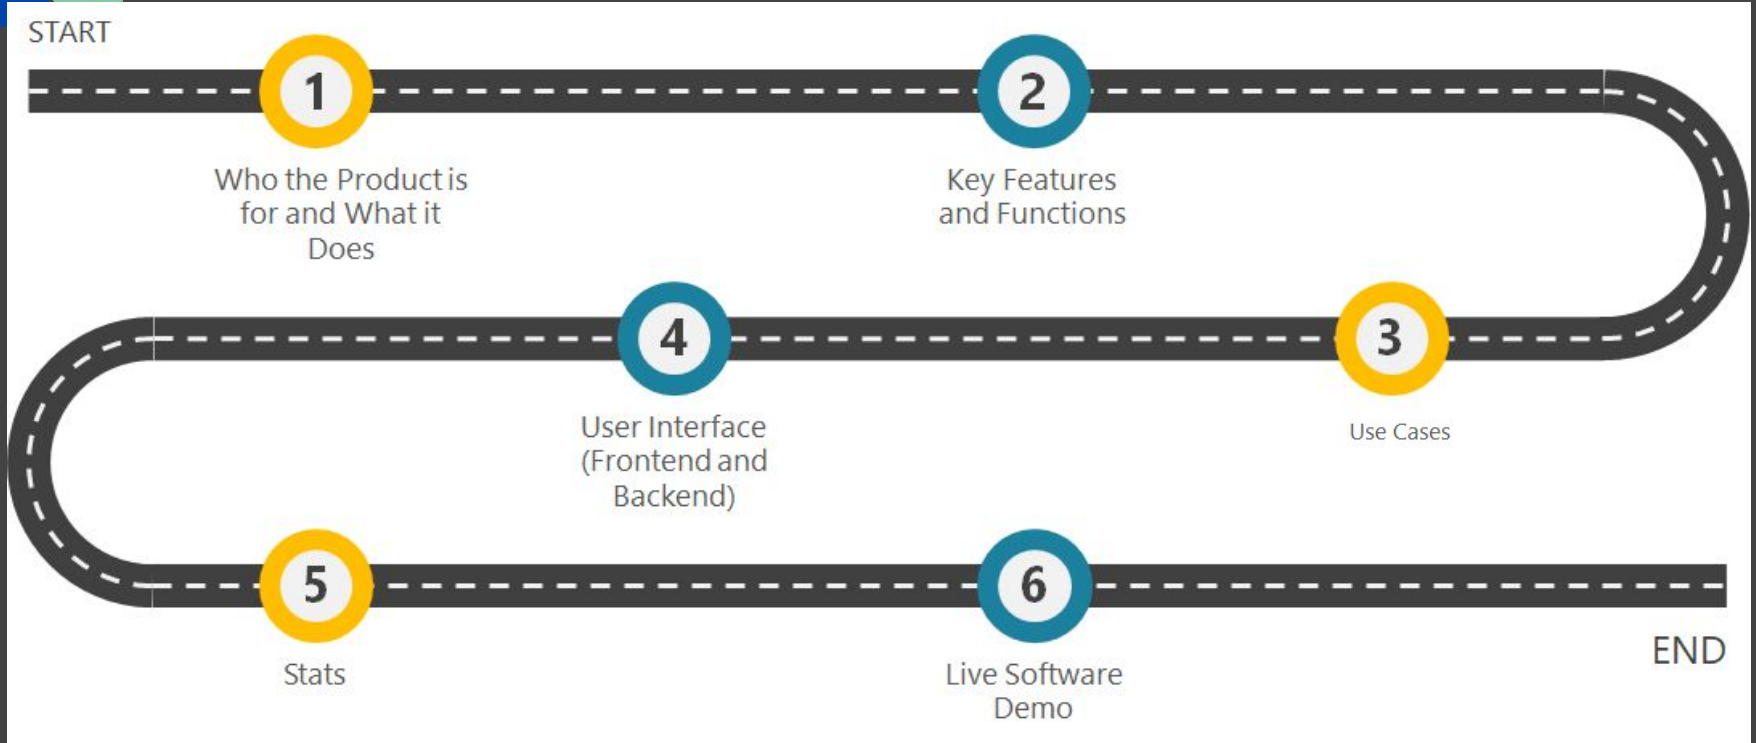 START
1
2
Who the Product is
for and What it
Does
Key Features
and Functions
3
Use Cases
4
User Interface
(Frontend and
Backend)
5
Stats
6
Live Software
Demo
END